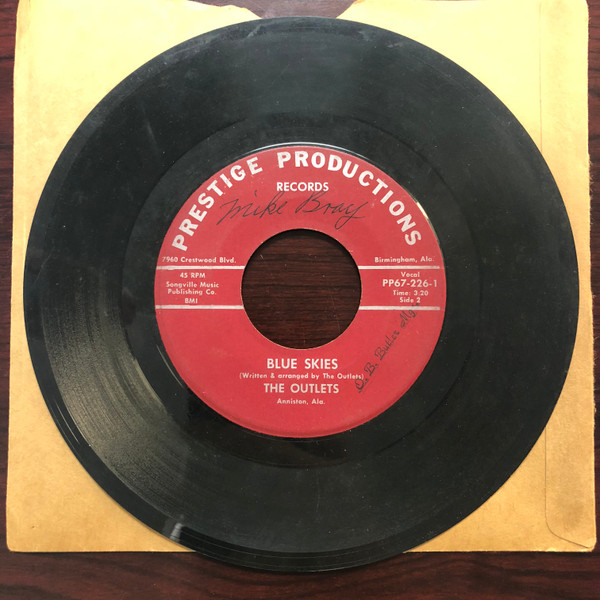 PRESTIGE PRODUCTIONS
RECORDS
Mike Bray
7960 Crestwood Blvd.
Birmingham, Ala.
45 RPM
Songville Music
Publishing Co.
BMI
Vocal
PP67-226-1
Time: 3.20
Side 2
BLUE SKIES
(Written & arranged by The Outlets)
THE OUTLETS
Anniston, Ala.
B. Butler